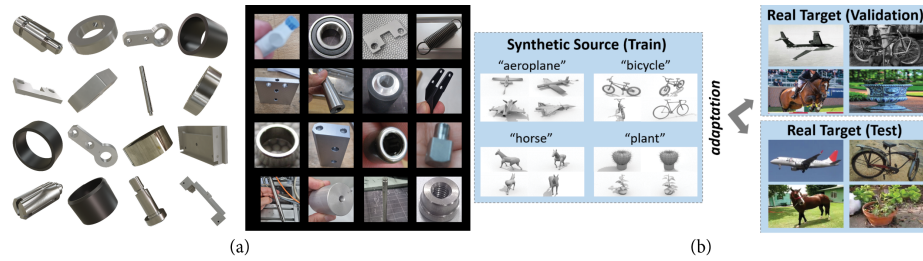 Synthetic Source (Train)
"aeroplane"
"bicycle"
"horse"
"plant"
adaptation
Real Target (Validation)
Real Target (Test)
(a)
(b)